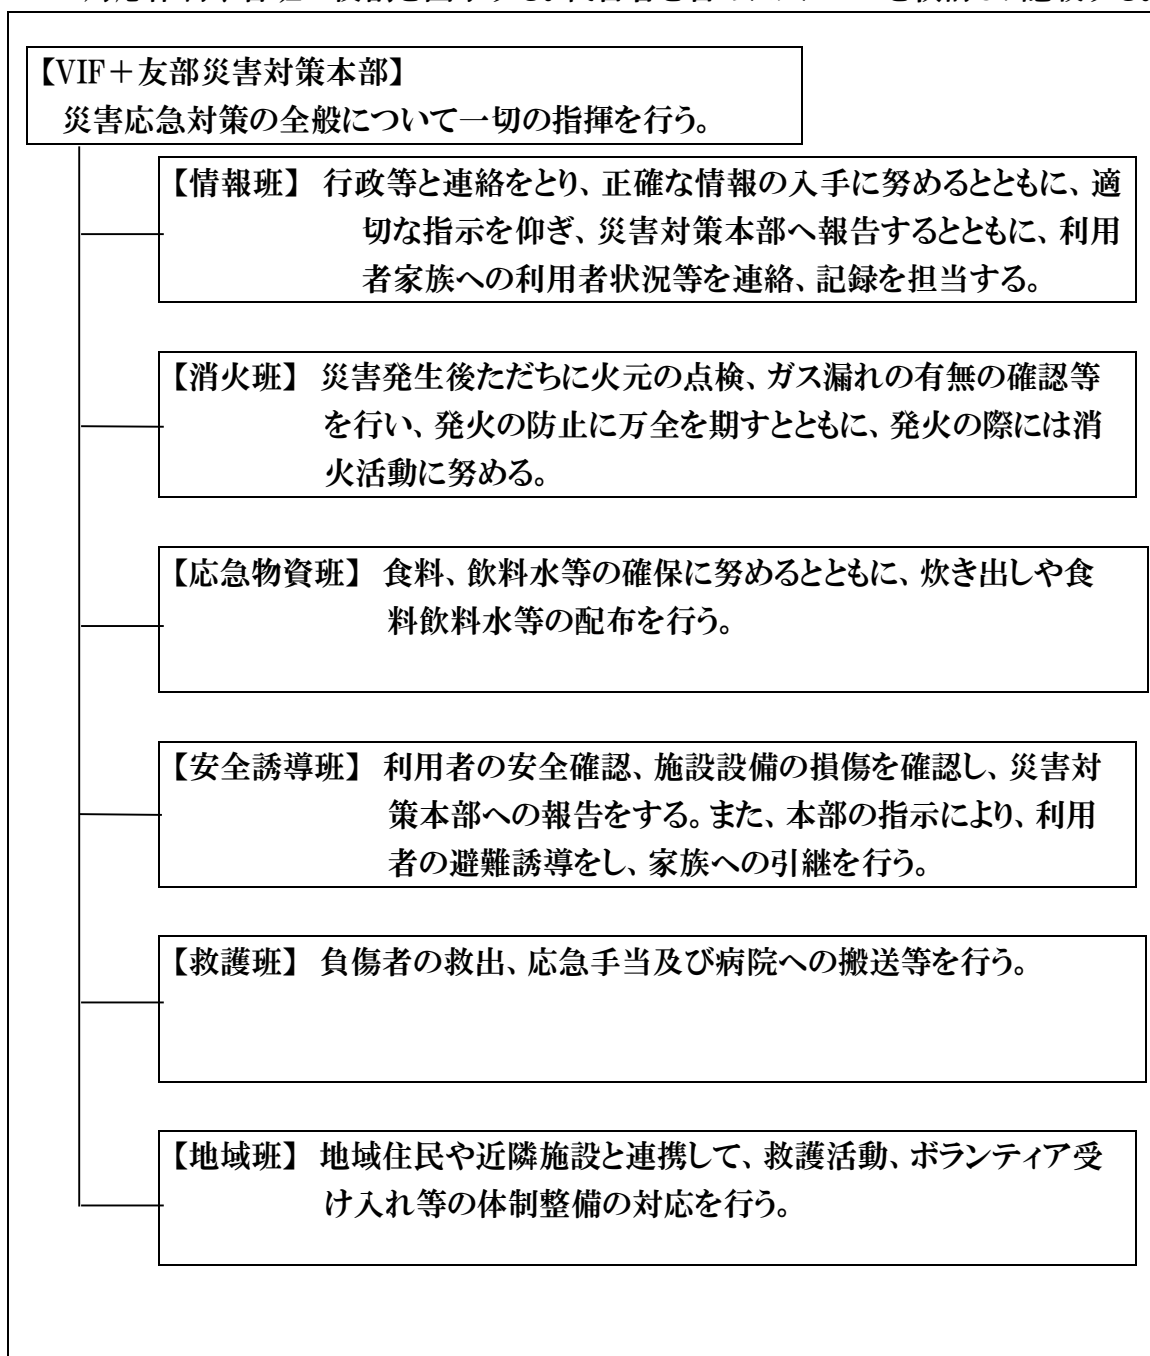 【VIF＋友部災害対策本部】
災害応急対策の全般について一切の指揮を行う。
【情報班】 行政等と連絡をとり、正確な情報の入手に努めるとともに、適
切な指示を仰ぎ、災害対策本部へ報告するとともに、利用
者家族への利用者状況等を連絡、記録を担当する。
【消火班】 災害発生後ただちに火元の点検、ガス漏れの有無の確認等
を行い、発火の防止に万全を期すとともに、発火の際には消
火活動に努める。
【応急物資班】 食料、飲料水等の確保に努めるとともに、炊き出しや食
料飲料水等の配布を行う。
【安全誘導班】 利用者の安全確認、施設設備の損傷を確認し、災害対
策本部への報告をする。また、本部の指示により、利用
者の避難誘導をし、家族への引継を行う。
【救護班】 負傷者の救出、応急手当及び病院への搬送等を行う。
【地域班】 地域住民や近隣施設と連携して、救護活動、ボランティア受
け入れ等の体制整備の対応を行う。